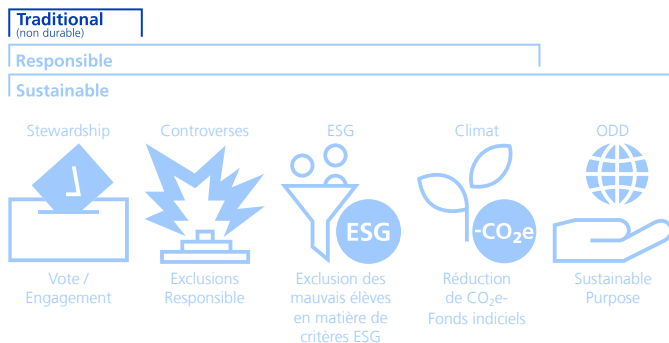 Traditional
(non durable)
Responsible
Sustainable
Stewardship
Controverses
ESG
Climat
ODD
ESG
-CO₂e
Vote /
Engagement
Exclusions
Responsible
Exclusion des
mauvais élèves
en matière de
critères ESG
Réduction
de CO₂e-
Fonds indiciels
Sustainable
Purpose